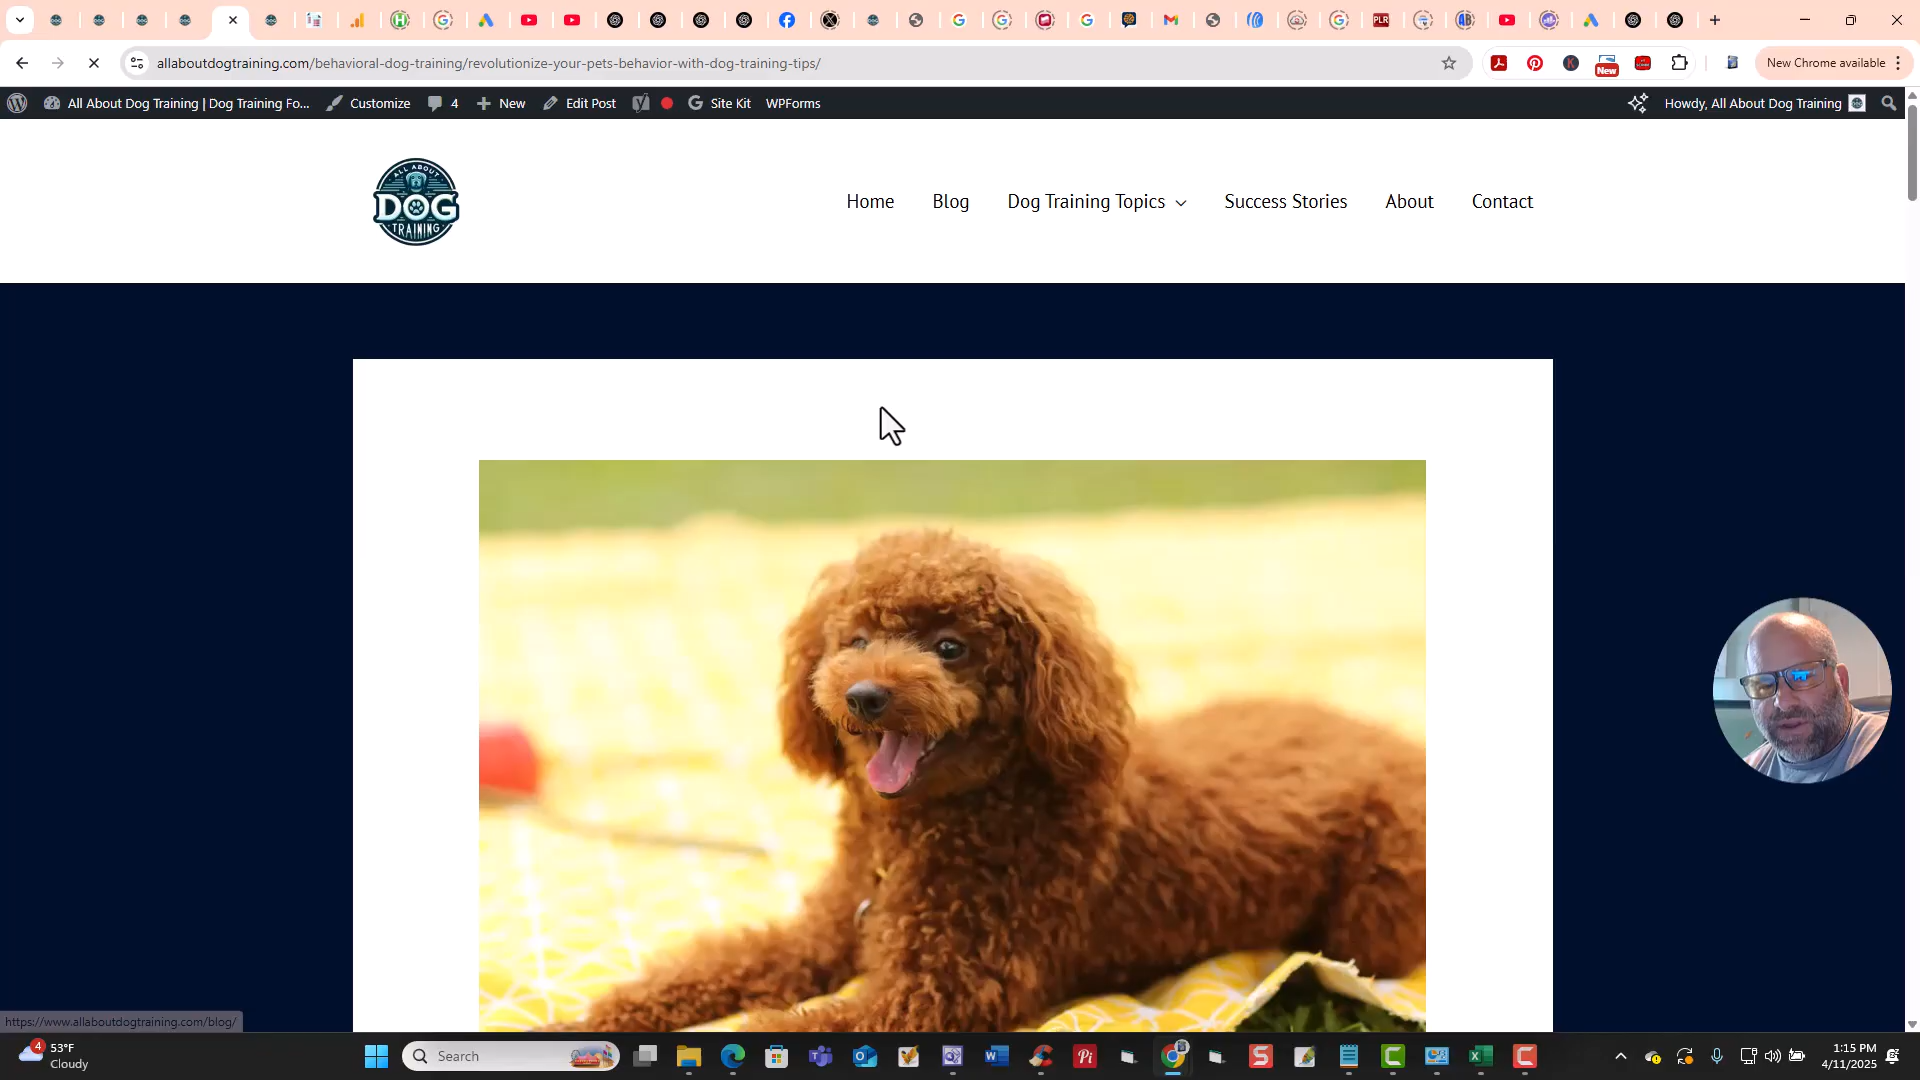 allaboutdogtraining.com/behavioral-dog-training/revolutionize-your-pets-behavior-with-dog-training-tips/
New
New Chrome available
All About Dog Training | Dog Training Fo...
Customize
4
New
Edit Post
Site Kit
WPForms
Howdy, All About Dog Training
ALL ABOUT
DOG
TRAINING
Home
Blog
Dog Training Topics
Success Stories
About
Contact
https://www.allaboutdogtraining.com/blog/
4
53°F
Cloudy
Search
1:15 PM
4/11/2025